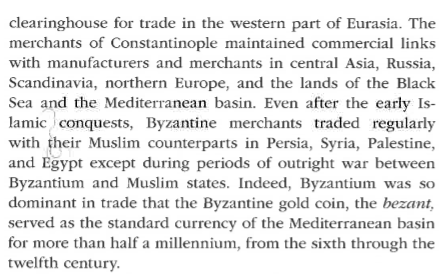 clearinghouse for trade in the western part of Eurasia. The
merchants of Constantinople maintained commercial links
with manufacturers and merchants in central Asia, Russia,
Scandinavia, northern Europe, and the lands of the Black
Sea and the Mediterranean basin. Even after the early Is-
lamic conquests, Byzantine merchants traded regularly
with their Muslim counterparts in Persia, Syria, Palestine,
and Egypt except during periods of outright war between
Byzantium and Muslim states. Indeed, Byzantium was so
dominant in trade that the Byzantine gold coin, the bezant,
served as the standard currency of the Mediterranean basin
for more than half a millennium, from the sixth through the
twelfth century.